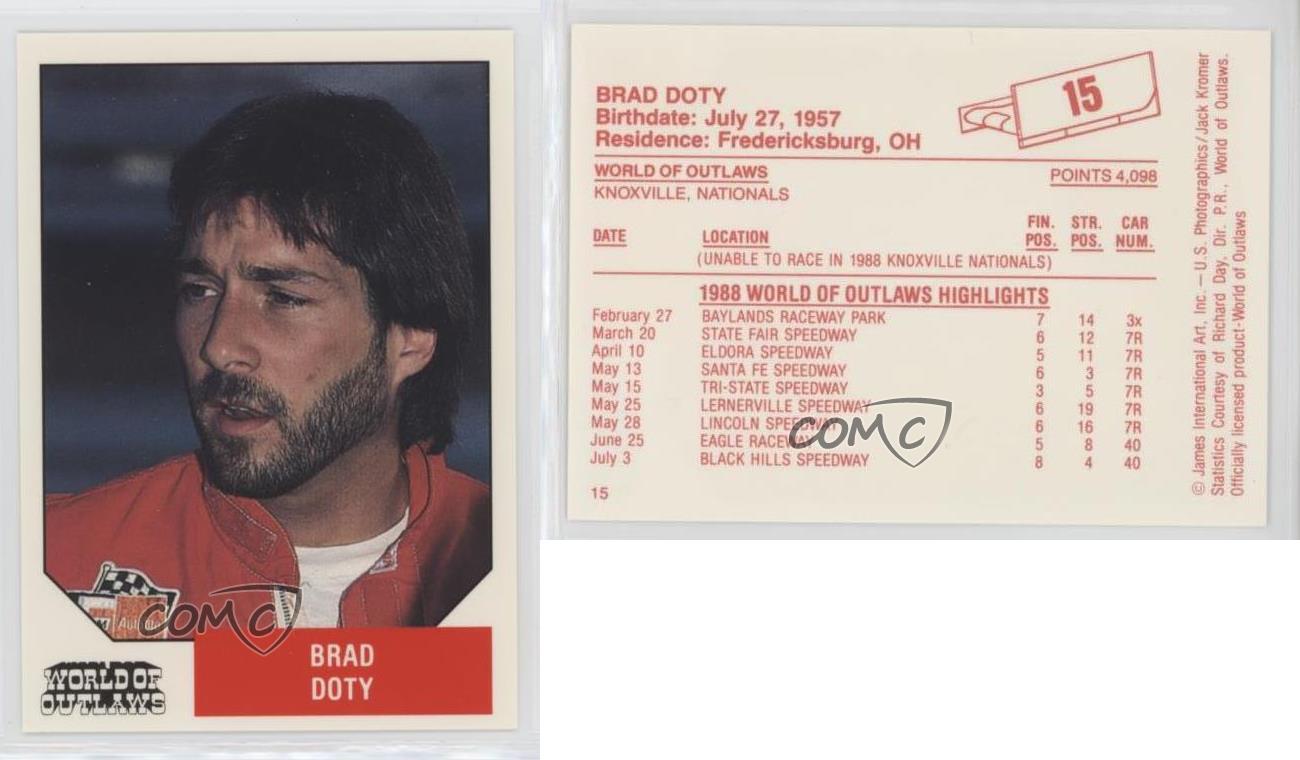 M Autolite
COMC
BRAD
DOTY
WORLD OF
OUTLAWS
BRAD DOTY
Birthdate: July 27, 1957
Residence: Fredericksburg, OH
15
WORLD OF OUTLAWS POINTS 4,098
KNOXVILLE, NATIONALS
FIN. STR. CAR
DATE LOCATION POS. POS. NUM.
(UNABLE TO RACE IN 1988 KNOXVILLE NATIONALS)
1988 WORLD OF OUTLAWS HIGHLIGHTS
February 27 BAYLANDS RACEWAY PARK 7 14 3x
March 20 STATE FAIR SPEEDWAY 6 12 7R
April 10 ELDORA SPEEDWAY 5 11 7R
May 13 SANTA FE SPEEDWAY 6 3 7R
May 15 TRI-STATE SPEEDWAY 3 5 7R
May 25 LERNERVILLE SPEEDWAY 6 19 7R
May 28 LINCOLN SPEEDWAY 6 16 7R
June 25 EAGLE RACEWAY 5 8 40
July 3 BLACK HILLS SPEEDWAY 8 4 40
COMC
15
© James International Art, Inc. — U.S. Photographics/Jack Kromer
Statistics Courtesy of Richard Day, Dir. P.R., World of Outlaws.
Officially licensed product-World of Outlaws